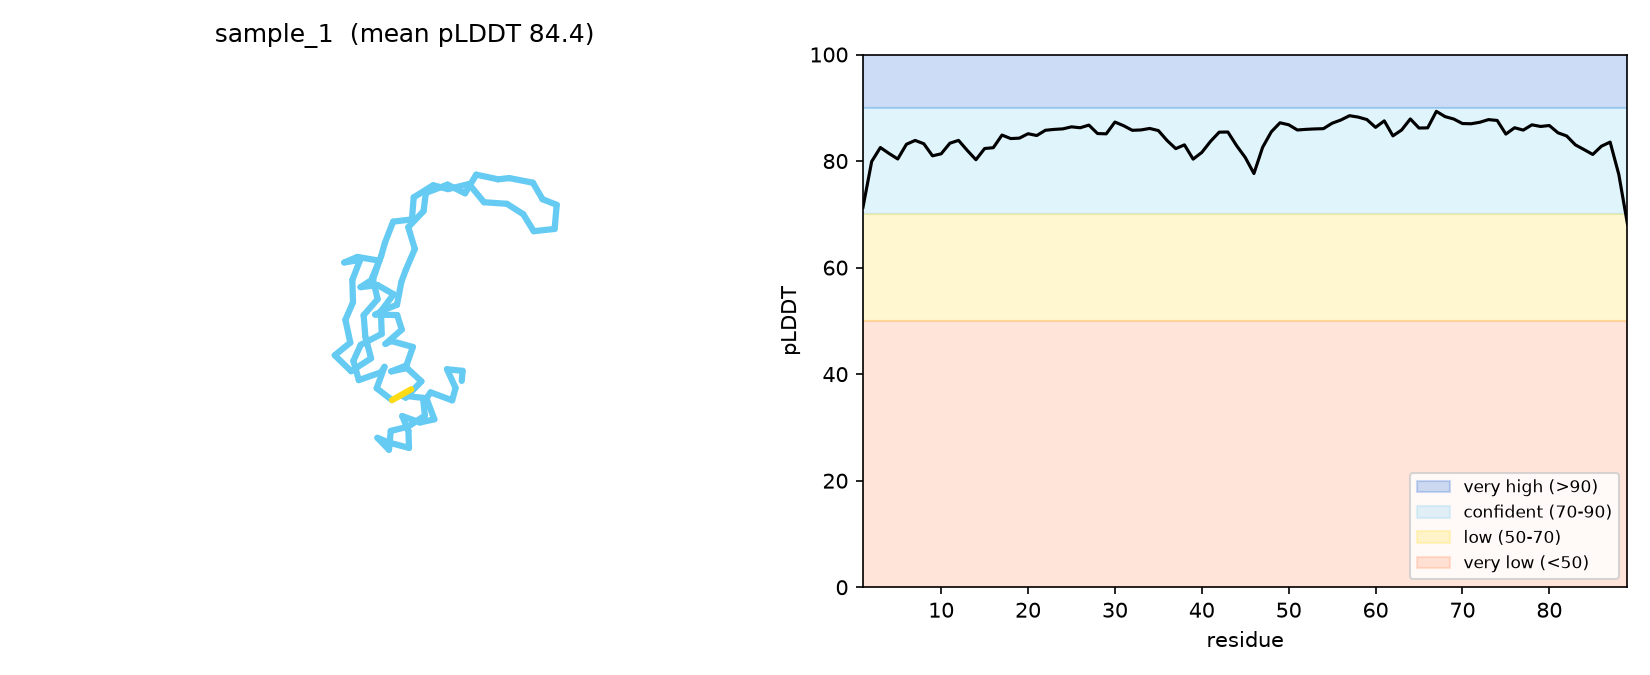 sample_1 (mean pLDDT 84.4)
100
80
60
40
20
0
pLDDT
10 20 30 40 50 60 70 80
residue
very high (>90)
confident (70-90)
low (50-70)
very low (<50)